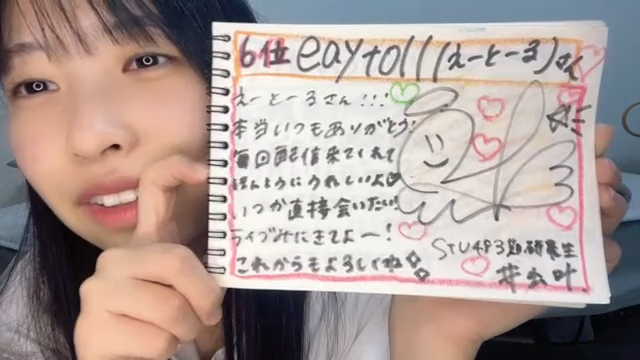 6位 eaytolll(えーとーる)さん
えーとーるさん!!!
本当いつもありがとう!
毎回配信来てくれて
ほんとうにうれしいよ
いつか直接会いたい!
ライブみにきてよー!
これからもよろしくね
STU48 3期研究生